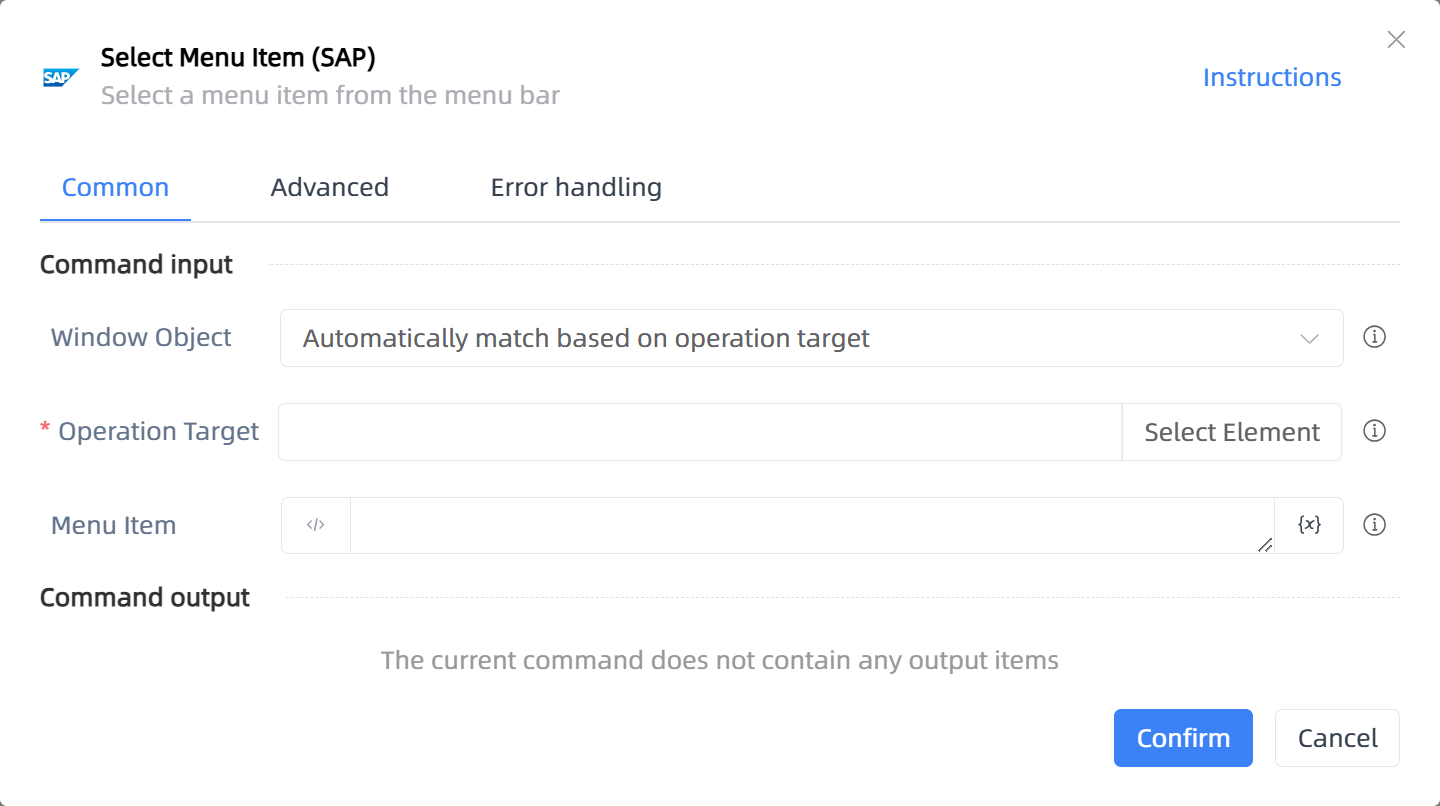 SAP
Select Menu Item (SAP)
Select a menu item from the menu bar
Instructions
Common Advanced Error handling
Command input
Window Object Automatically match based on operation target
* Operation Target Select Element
Menu Item </> {x}
Command output
The current command does not contain any output items
Confirm Cancel